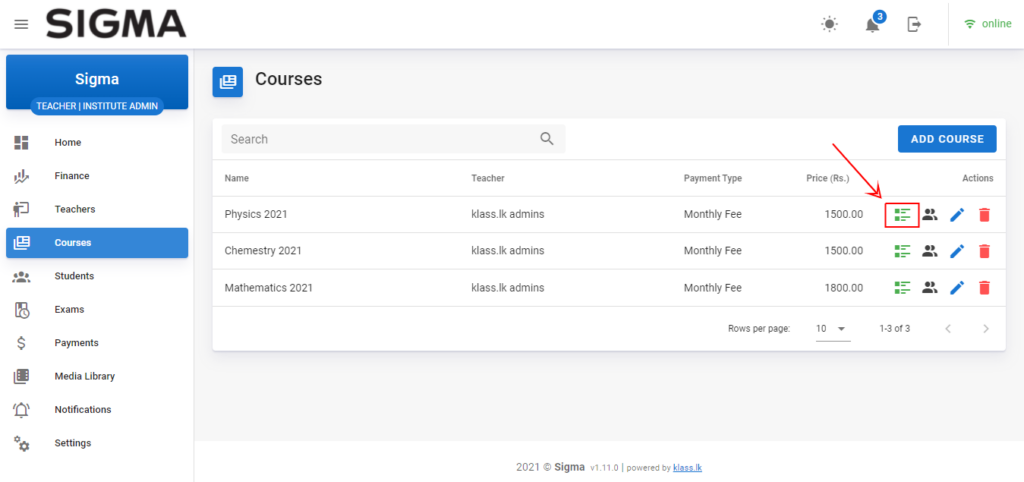 SIGMA
3
online
Sigma
TEACHER | INSTITUTE ADMIN
Home
Finance
Teachers
Courses
Students
Exams
$ Payments
Media Library
Notifications
Settings
Courses
Search
ADD COURSE
Name Teacher Payment Type Price (Rs.) Actions
Physics 2021 klass.lk admins Monthly Fee 1500.00
Chemestry 2021 klass.lk admins Monthly Fee 1500.00
Mathematics 2021 klass.lk admins Monthly Fee 1800.00
Rows per page: 10 1-3 of 3
2021 © Sigma v1.11.0 | powered by klass.lk